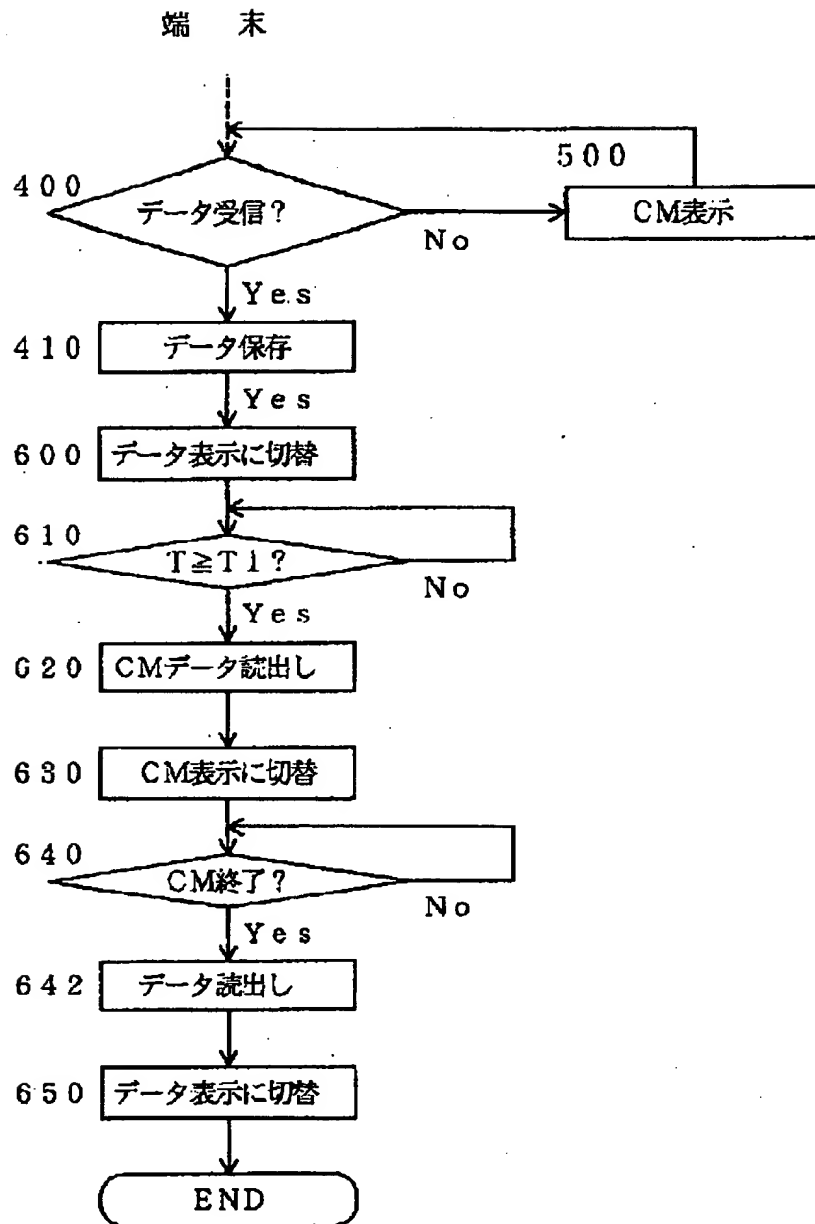 端　末
500
400
データ受信？
CM表示
No
Yes
410
データ保存
Yes
600
データ表示に切替
610
T≧T1？
No
Yes
620
CMデータ読出し
630
CM表示に切替
640
CM終了？
No
Yes
642
データ読出し
650
データ表示に切替
END